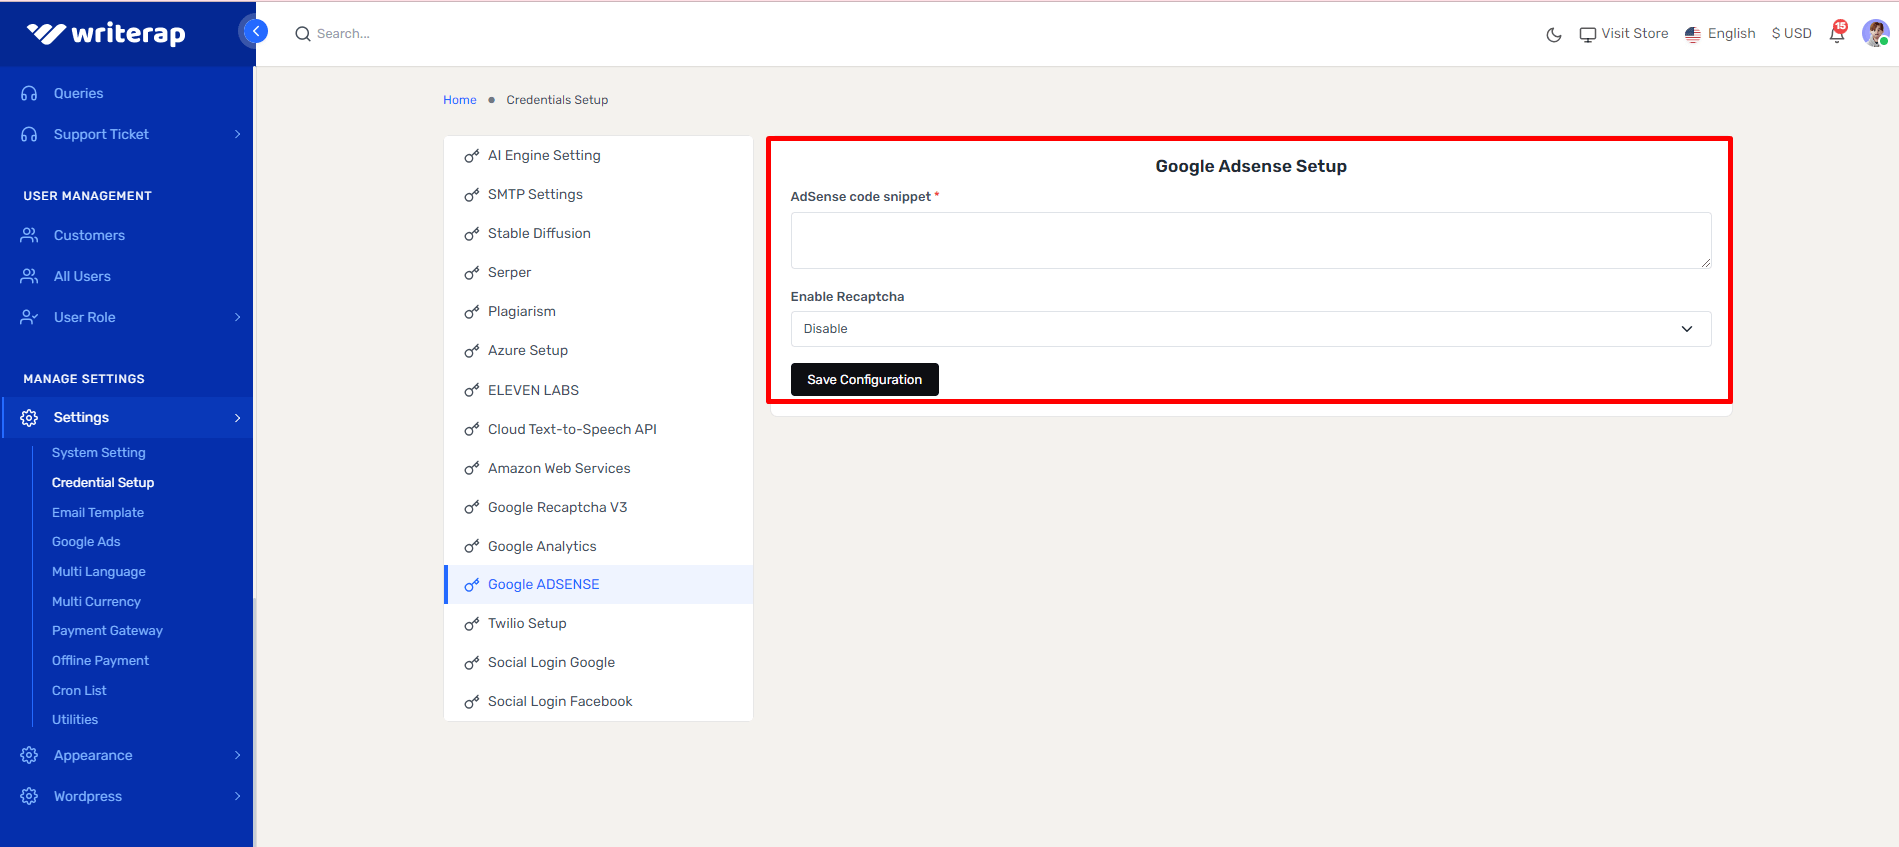 writerap
Search...
Visit Store
English
$ USD
15
Queries
Support Ticket
USER MANAGEMENT
Customers
All Users
User Role
MANAGE SETTINGS
Settings
System Setting
Credential Setup
Email Template
Google Ads
Multi Language
Multi Currency
Payment Gateway
Offline Payment
Cron List
Utilities
Appearance
Wordpress
Home ● Credentials Setup
AI Engine Setting
SMTP Settings
Stable Diffusion
Serper
Plagiarism
Azure Setup
ELEVEN LABS
Cloud Text-to-Speech API
Amazon Web Services
Google Recaptcha V3
Google Analytics
Google ADSENSE
Twilio Setup
Social Login Google
Social Login Facebook
Google Adsense Setup
AdSense code snippet *
Enable Recaptcha
Disable
Save Configuration